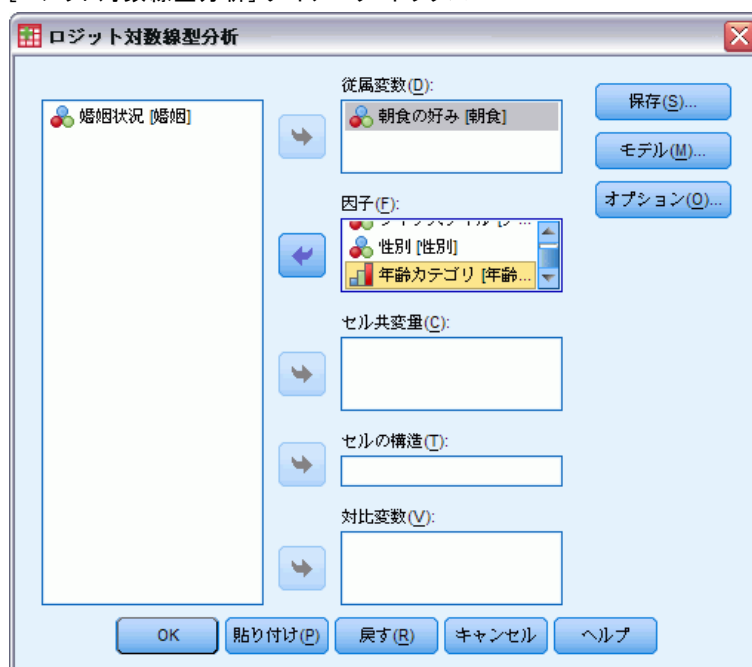 ロジット対数線型分析
婚姻状況 [婚姻]
従属変数(D):
朝食の好み [朝食]
因子(F):
性別 [性別]
年齢カテゴリ [年齢...
セル共変量(C):
セルの構造(T):
対比変数(V):
保存(S)...
モデル(M)...
オプション(O)...
OK
貼り付け(P)
戻す(R)
キャンセル
ヘルプ